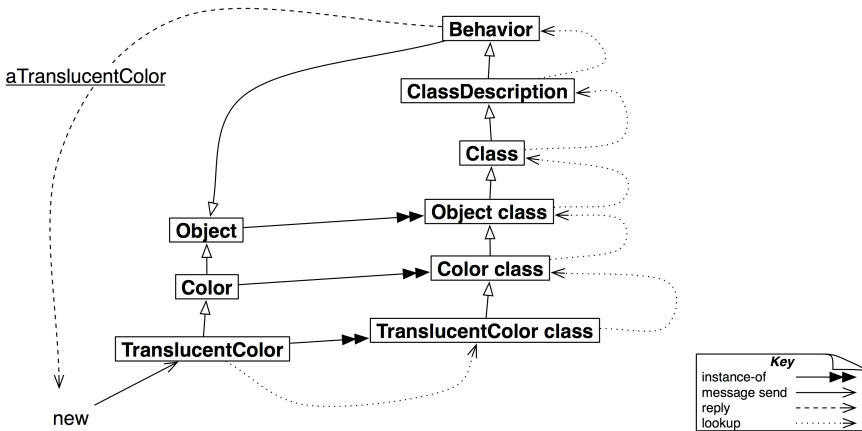 Behavior
aTranslucentColor
ClassDescription
Class
Object class
Object
Color class
Color
TranslucentColor class
TranslucentColor
new
Key
instance-of
message send
reply
lookup